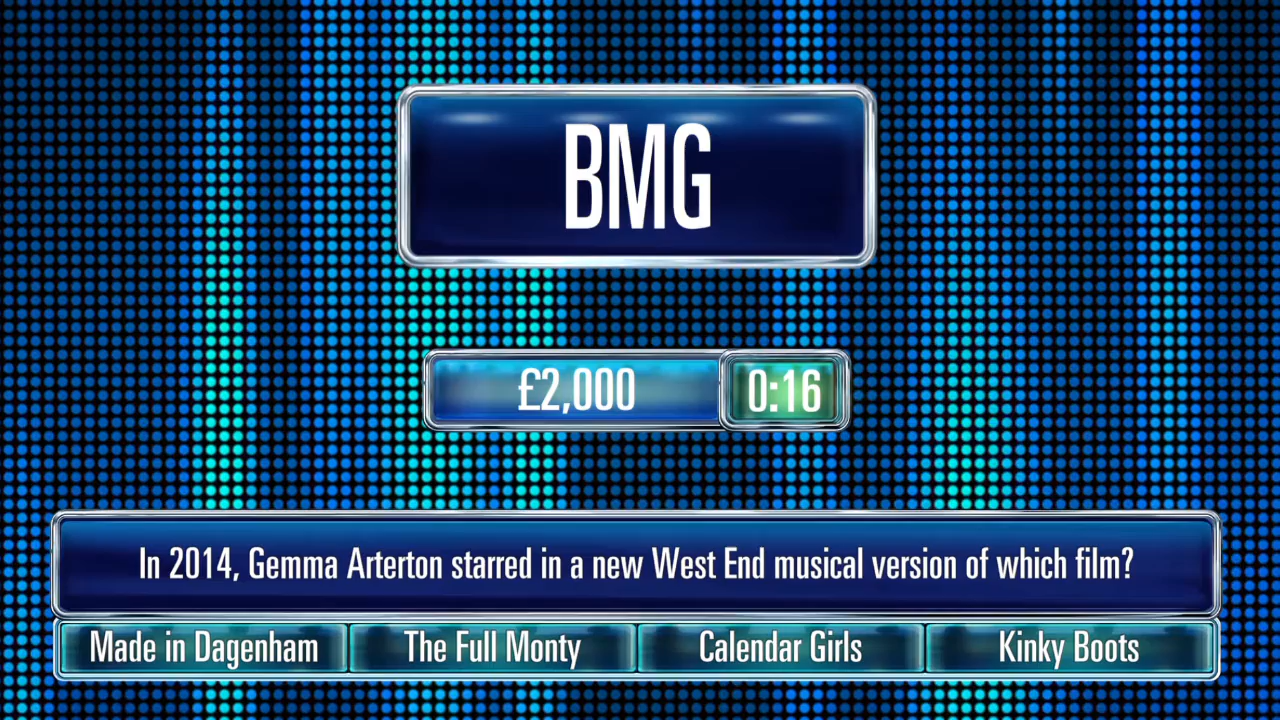 BMG
£2,000
0:16
In 2014, Gemma Arterton starred in a new West End musical version of which film?
Made in Dagenham
The Full Monty
Calendar Girls
Kinky Boots